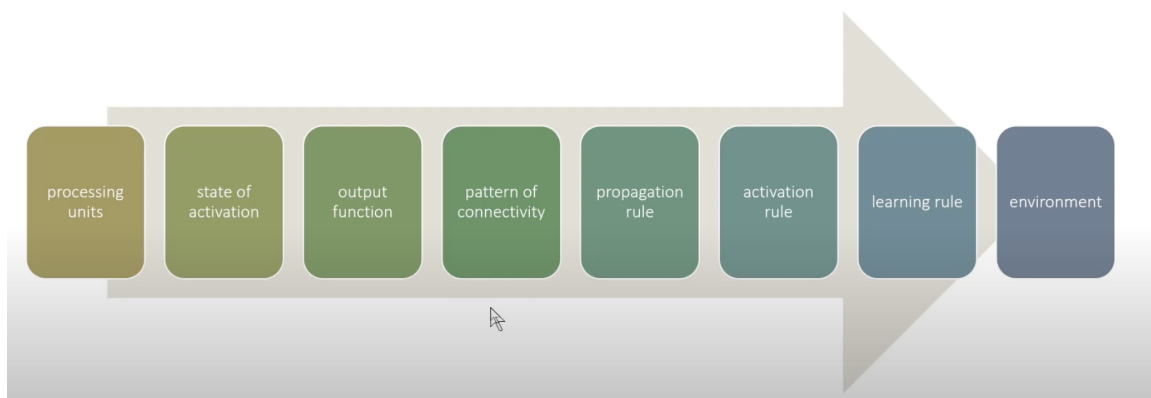 processing
units
state of
activation
output
function
pattern of
connectivity
propagation
rule
activation
rule
learning rule
environment